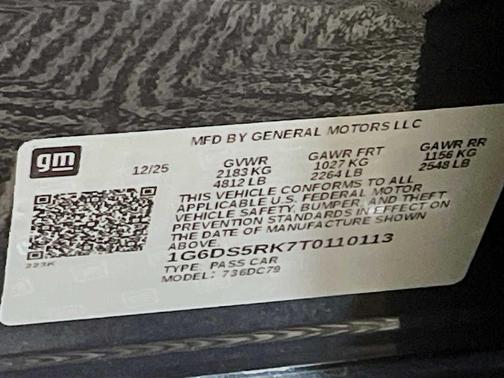 MFD BY GENERAL MOTORS LLC
gm
12/25 GVWR GAWR FRT GAWR RR
2183 KG 1027 KG 1156 KG
4812 LB 2264 LB 2548 LB
THIS VEHICLE CONFORMS TO ALL
APPLICABLE U.S. FEDERAL MOTOR
VEHICLE SAFETY, BUMPER, AND THEFT
PREVENTION STANDARDS IN EFFECT ON
THE DATE OF MANUFACTURE SHOWN
ABOVE.
1G6DS5RK7T0110113
TYPE: PASS CAR
MODEL: 736DC79